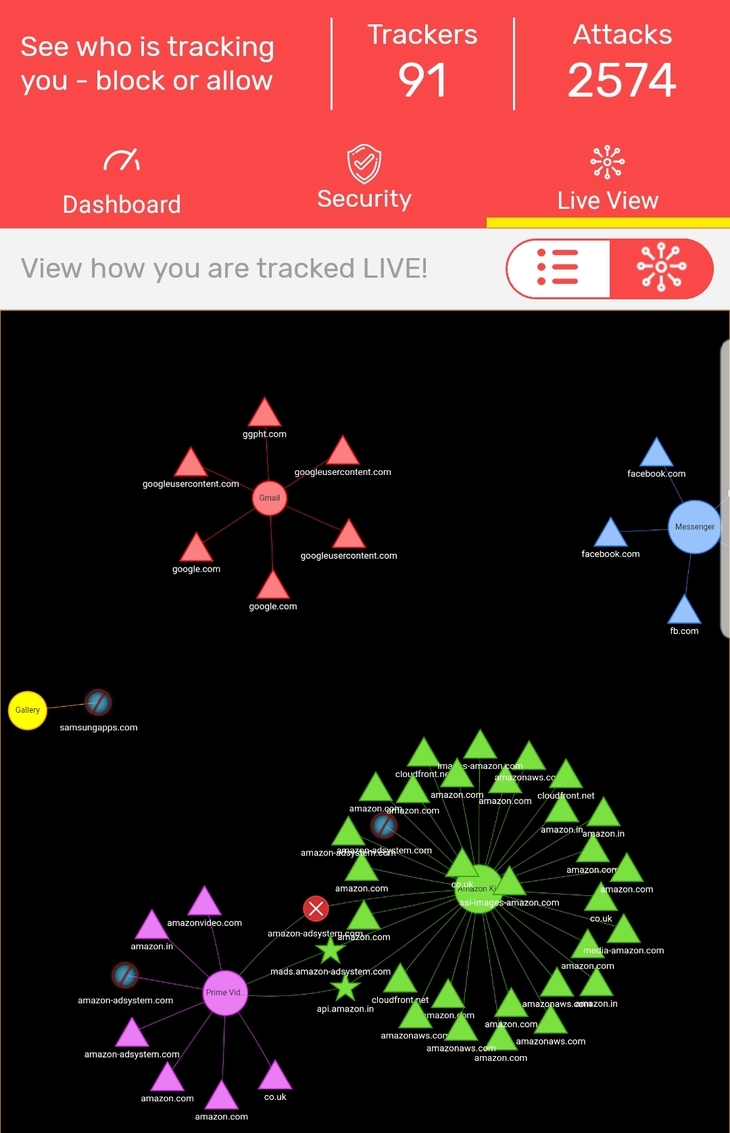 See who is tracking
you - block or allow
Trackers
91
Attacks
2574
Dashboard
Security
Live View
View how you are tracked LIVE!
ggpht.com
googleusercontent.com
googleusercontent.com
Gmail
googleusercontent.com
google.com
google.com
facebook.com
Messenger
facebook.com
fb.com
Gallery
samsungapps.com
images-amazon.com
cloudfront.net
amazonaws.co
amazon.com
cloudfront.net
amazon.com
amazon.com
amazon.com
amazon.in
amazon.in
amazon-adsystem.com
amazon-adsystem.com
amazon.com
amazon.com
amazon.com
co.uk
Amazon Ki
ssl-images-amazon.com
co.uk
amazon-adsystem.com
amazon.com
media-amazon.com
amazon.com
mads.amazon-adsystem.com
api.amazon.in
cloudfront.net
amazon.com
amazonaws.com
amazon.in
amazonaws.com
amazon.com
amazonaws.com
amazonaws.com
amazon.com
amazonvideo.com
amazon.in
Prime Vid.
amazon-adsystem.com
amazon-adsystem.com
amazon.com
co.uk
amazon.com